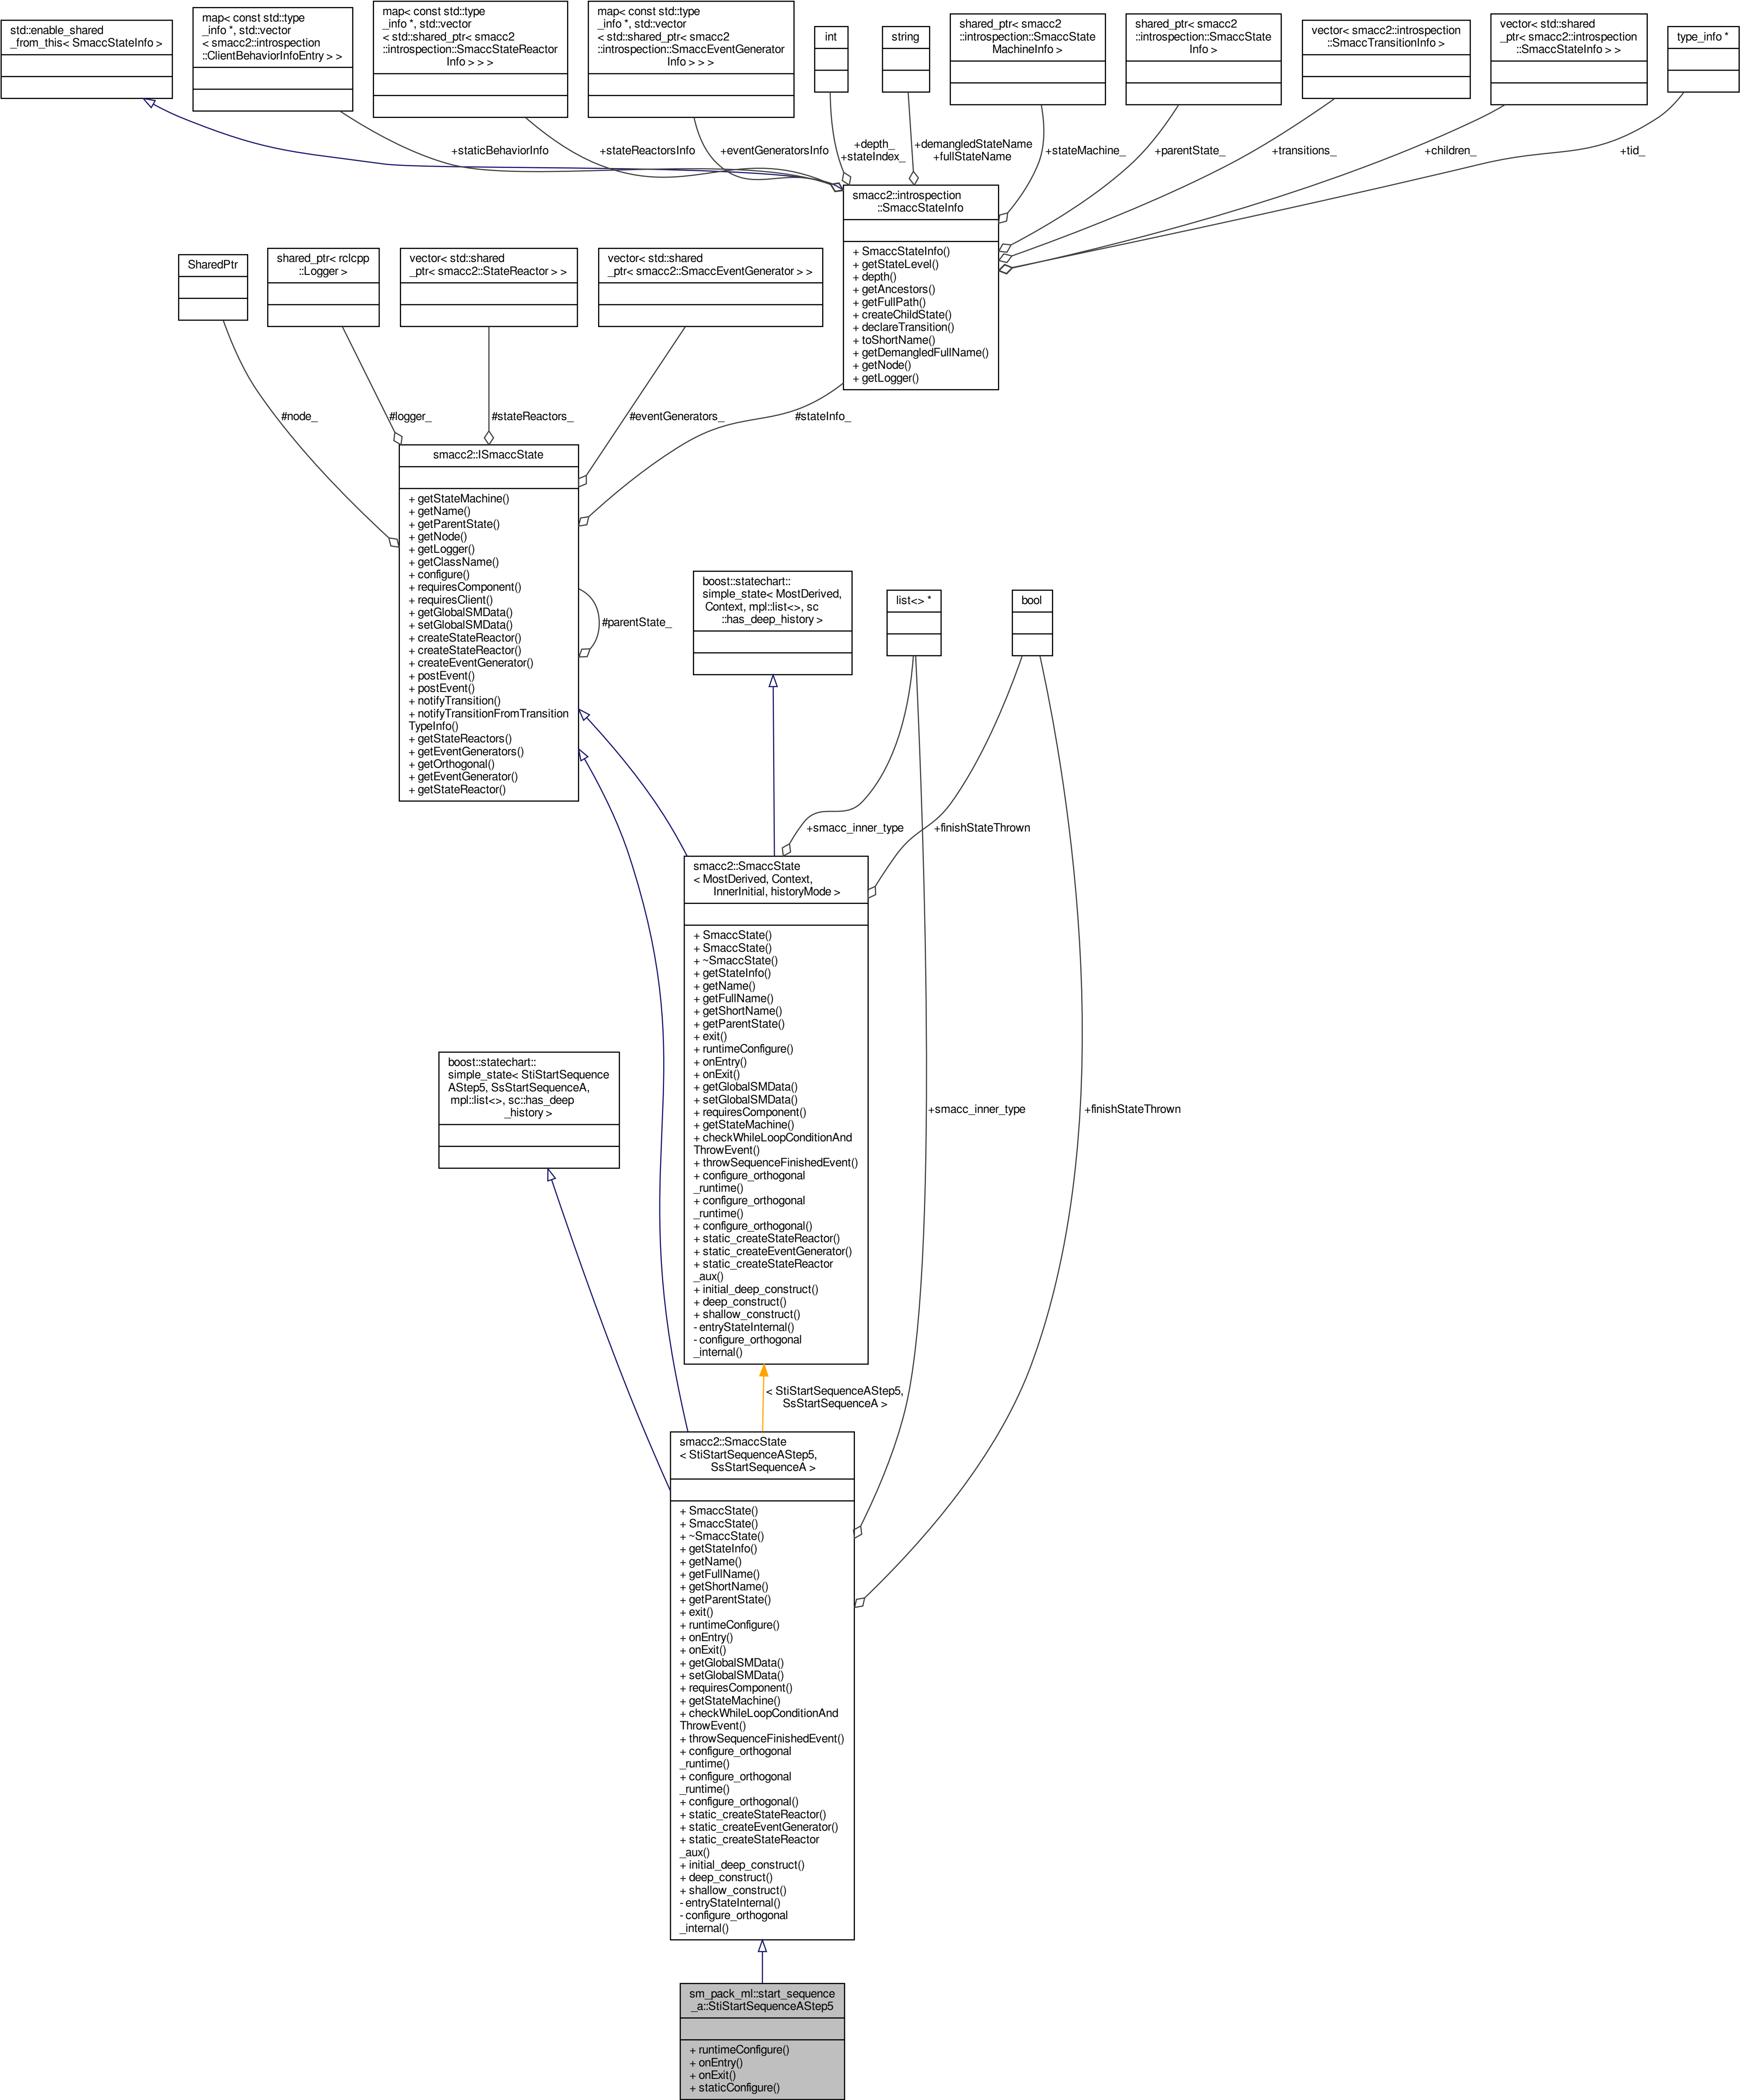 std::enable_shared
_from_this< SmaccStateInfo >
map< const std::type
_info *, std::vector
< smacc2::introspection
::ClientBehaviorInfoEntry > >
map< const std::type
_info *, std::vector
< std::shared_ptr< smacc2
::introspection::SmaccStateReactor
Info > > >
map< const std::type
_info *, std::vector
< std::shared_ptr< smacc2
::introspection::SmaccEventGenerator
Info > > >
int
string
shared_ptr< smacc2
::introspection::SmaccState
MachineInfo >
shared_ptr< smacc2
::introspection::SmaccState
Info >
vector< smacc2::introspection
::SmaccTransitionInfo >
vector< std::shared
_ptr< smacc2::introspection
::SmaccStateInfo > >
type_info *
+staticBehaviorInfo
+stateReactorsInfo
+eventGeneratorsInfo
+depth_
+stateIndex_
+demangledStateName
+fullStateName
+stateMachine_
+parentState_
+transitions_
+children_
+tid_
smacc2::introspection
::SmaccStateInfo
+ SmaccStateInfo()
+ getStateLevel()
+ depth()
+ getAncestors()
+ getFullPath()
+ createChildState()
+ declareTransition()
+ toShortName()
+ getDemangledFullName()
+ getNode()
+ getLogger()
SharedPtr
shared_ptr< rclcpp
::Logger >
vector< std::shared
_ptr< smacc2::StateReactor > >
vector< std::shared
_ptr< smacc2::SmaccEventGenerator > >
#node_
#logger_
#stateReactors_
#eventGenerators_
#stateInfo_
smacc2::ISmaccState
+ getStateMachine()
+ getName()
+ getParentState()
+ getNode()
+ getLogger()
+ getClassName()
+ configure()
+ requiresComponent()
+ requiresClient()
+ getGlobalSMData()
+ setGlobalSMData()
+ createStateReactor()
+ createStateReactor()
+ createEventGenerator()
+ postEvent()
+ postEvent()
+ notifyTransition()
+ notifyTransitionFromTransition
TypeInfo()
+ getStateReactors()
+ getEventGenerators()
+ getOrthogonal()
+ getEventGenerator()
+ getStateReactor()
#parentState_
boost::statechart::
simple_state< MostDerived,
Context, mpl::list<>, sc
::has_deep_history >
list<> *
bool
+smacc_inner_type
+finishStateThrown
smacc2::SmaccState
< MostDerived, Context,
InnerInitial, historyMode >
+ SmaccState()
+ SmaccState()
+ ~SmaccState()
+ getStateInfo()
+ getName()
+ getFullName()
+ getShortName()
+ getParentState()
+ exit()
+ runtimeConfigure()
+ onEntry()
+ onExit()
+ getGlobalSMData()
+ setGlobalSMData()
+ requiresComponent()
+ getStateMachine()
+ checkWhileLoopConditionAnd
ThrowEvent()
+ throwSequenceFinishedEvent()
+ configure_orthogonal
_runtime()
+ configure_orthogonal
_runtime()
+ configure_orthogonal()
+ static_createStateReactor()
+ static_createEventGenerator()
+ static_createStateReactor
_aux()
+ initial_deep_construct()
+ deep_construct()
+ shallow_construct()
- entryStateInternal()
- configure_orthogonal
_internal()
boost::statechart::
simple_state< StiStartSequence
AStep5, SsStartSequenceA,
mpl::list<>, sc::has_deep
_history >
+smacc_inner_type
+finishStateThrown
< StiStartSequenceAStep5,
SsStartSequenceA >
smacc2::SmaccState
< StiStartSequenceAStep5,
SsStartSequenceA >
+ SmaccState()
+ SmaccState()
+ ~SmaccState()
+ getStateInfo()
+ getName()
+ getFullName()
+ getShortName()
+ getParentState()
+ exit()
+ runtimeConfigure()
+ onEntry()
+ onExit()
+ getGlobalSMData()
+ setGlobalSMData()
+ requiresComponent()
+ getStateMachine()
+ checkWhileLoopConditionAnd
ThrowEvent()
+ throwSequenceFinishedEvent()
+ configure_orthogonal
_runtime()
+ configure_orthogonal
_runtime()
+ configure_orthogonal()
+ static_createStateReactor()
+ static_createEventGenerator()
+ static_createStateReactor
_aux()
+ initial_deep_construct()
+ deep_construct()
+ shallow_construct()
- entryStateInternal()
- configure_orthogonal
_internal()
sm_pack_ml::start_sequence
_a::StiStartSequenceAStep5
+ runtimeConfigure()
+ onEntry()
+ onExit()
+ staticConfigure()